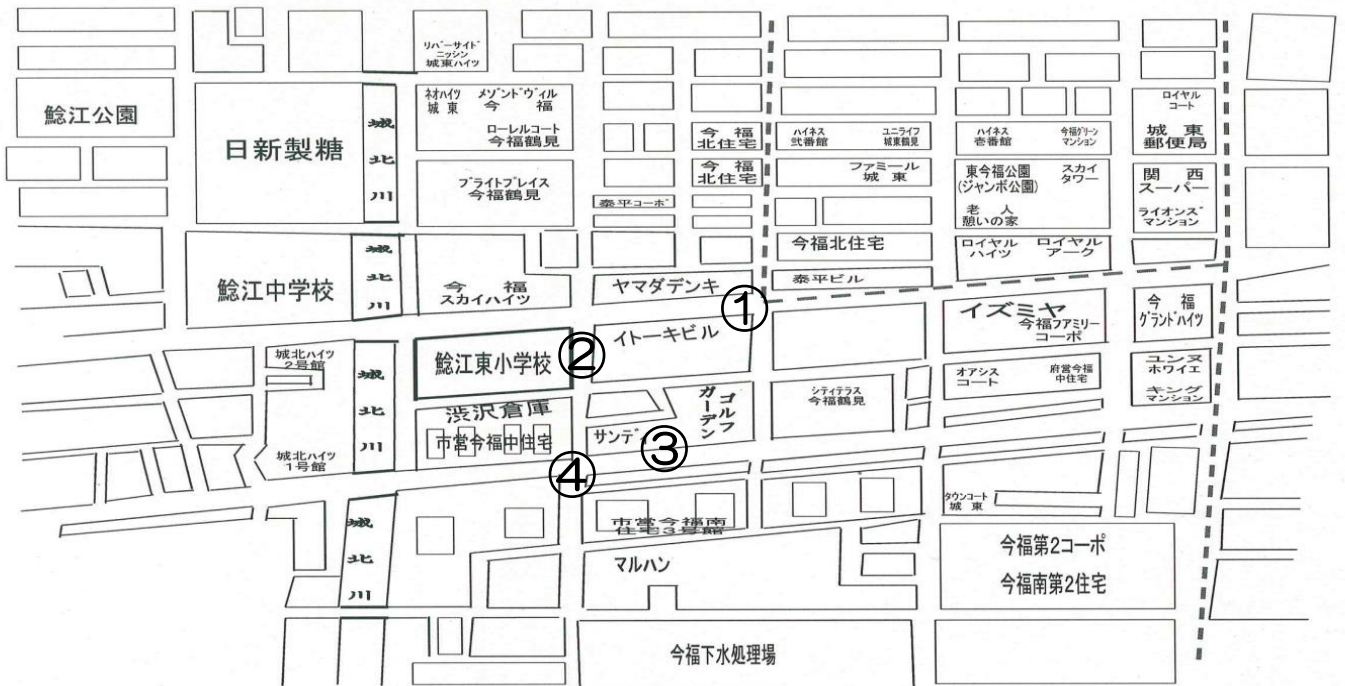 リバーサイド
ニッシン
城東ハイツ
鯰江公園
日新製糖
城北川
ネオハイツ
城東
メゾンドヴィル
今福
ローレルコート
今福鶴見
ブライトプレイス
今福鶴見
今福
北住宅
今福
北住宅
泰平コーポ
ハイネス
弐番館
ユニライフ
城東鶴見
ファミール
城東
今福北住宅
泰平ビル
ハイネス
壱番館
今福グリーン
マンション
東今福公園
(ジャンボ公園)
スカイ
タワー
老人
憩いの家
ロイヤル
ハイツ
ロイヤル
アーク
ロイヤル
コート
城東
郵便局
関西
スーパー
ライオンズ
マンション
鯰江中学校
城北川
今福
スカイハイツ
ヤマダデンキ
①
イズミヤ
今福ファミリー
コーポ
今福
グランドハイツ
城北ハイツ
2号館
城北川
鯰江東小学校
②
イトーキビル
オアシス
コート
府営今福
中住宅
ユンヌ
ホワイエ
キング
マンション
渋沢倉庫
市営今福中住宅
サンディ
ゴルフ
ガーデン
シティテラス
今福鶴見
③
城北ハイツ
1号館
④
城北川
市営今福南
住宅3号館
タウンコート
城東
マルハン
今福第2コーポ
今福南第2住宅
今福下水処理場